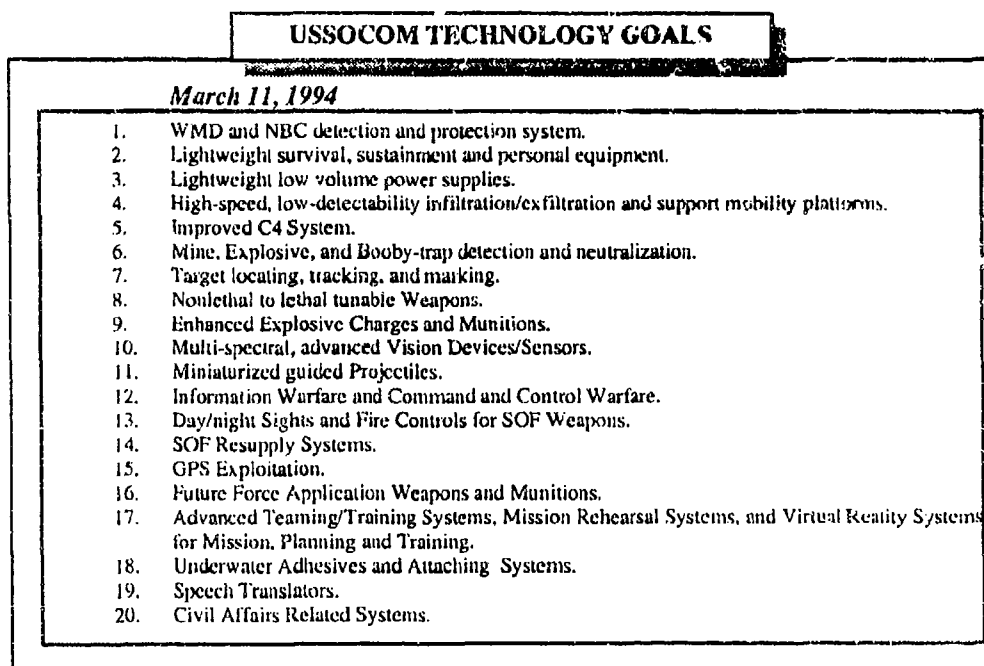 USSOCOM TECHNOLOGY GOALS
March 11, 1994
1. WMD and NBC detection and protection system.
2. Lightweight survival, sustainment and personal equipment.
3. Lightweight low volume power supplies.
4. High-speed, low-detectability infiltration/exfiltration and support mobility platforms.
5. Improved C4 System.
6. Mine, Explosive, and Booby-trap detection and neutralization.
7. Target locating, tracking, and marking.
8. Nonlethal to lethal tunable Weapons.
9. Enhanced Explosive Charges and Munitions.
10. Multi-spectral, advanced Vision Devices/Sensors.
11. Miniaturized guided Projectiles.
12. Information Warfare and Command and Control Warfare.
13. Day/night Sights and Fire Controls for SOF Weapons.
14. SOF Resupply Systems.
15. GPS Exploitation.
16. Future Force Application Weapons and Munitions.
17. Advanced Teaming/Training Systems, Mission Rehearsal Systems, and Virtual Reality Systems
for Mission, Planning and Training.
18. Underwater Adhesives and Attaching Systems.
19. Speech Translators.
20. Civil Affairs Related Systems.